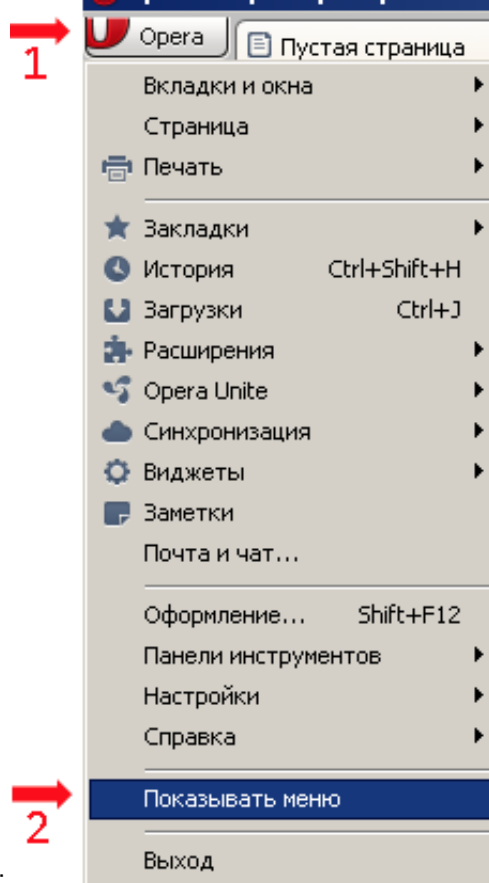 1
Opera
Пустая страница
Вкладки и окна
Страница
Печать
Закладки
История Ctrl+Shift+H
Загрузки Ctrl+J
Расширения
Opera Unite
Синхронизация
Виджеты
Заметки
Почта и чат...
Оформление... Shift+F12
Панели инструментов
Настройки
Справка
2
Показывать меню
Выход